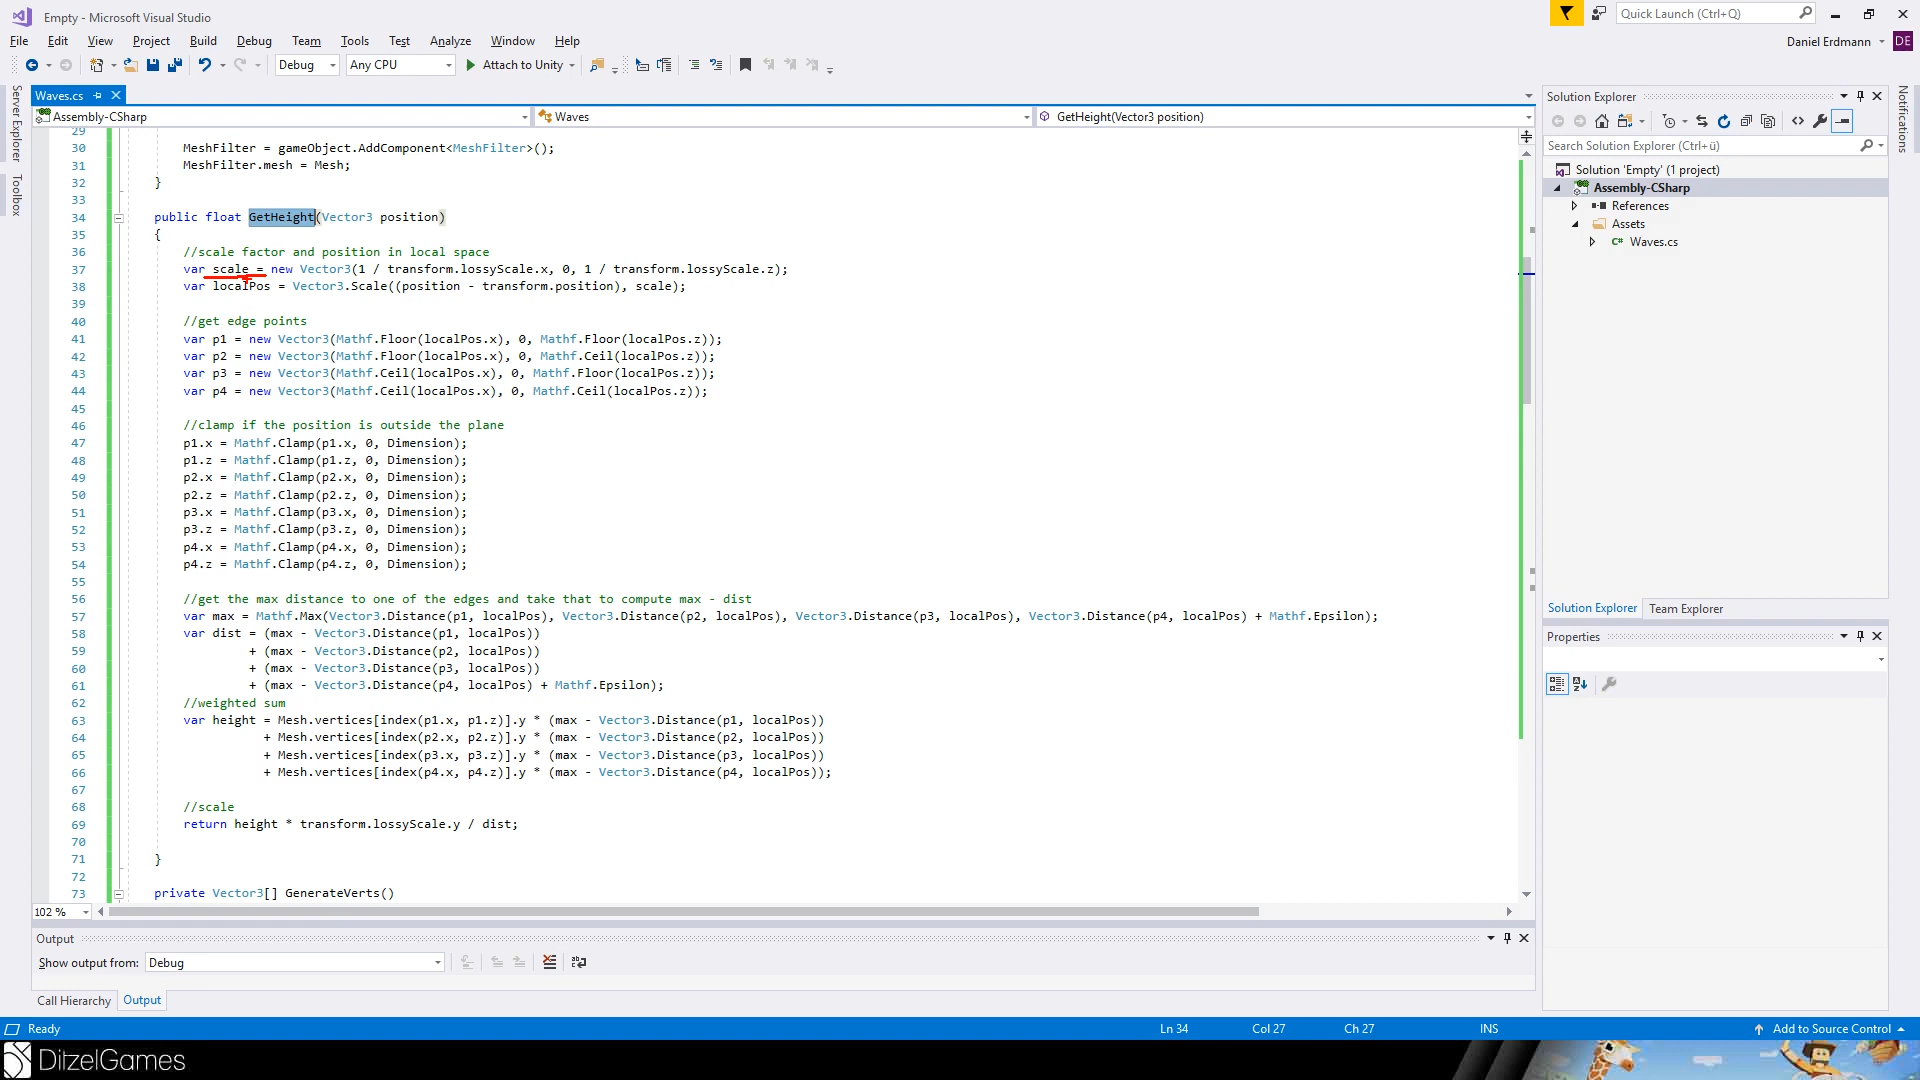 Empty - Microsoft Visual Studio
Quick Launch (Ctrl+Q)
File Edit View Project Build Debug Team Tools Test Analyze Window Help
Daniel Erdmann DE
Debug Any CPU Attach to Unity
Server Explorer
Toolbox
Notifications
Waves.cs
Assembly-CSharp Waves GetHeight(Vector3 position)
29
30 MeshFilter = gameObject.AddComponent<MeshFilter>();
31 MeshFilter.mesh = Mesh;
32 }
33
34 public float GetHeight(Vector3 position)
35 {
36 //scale factor and position in local space
37 var scale = new Vector3(1 / transform.lossyScale.x, 0, 1 / transform.lossyScale.z);
38 var localPos = Vector3.Scale((position - transform.position), scale);
39
40 //get edge points
41 var p1 = new Vector3(Mathf.Floor(localPos.x), 0, Mathf.Floor(localPos.z));
42 var p2 = new Vector3(Mathf.Floor(localPos.x), 0, Mathf.Ceil(localPos.z));
43 var p3 = new Vector3(Mathf.Ceil(localPos.x), 0, Mathf.Floor(localPos.z));
44 var p4 = new Vector3(Mathf.Ceil(localPos.x), 0, Mathf.Ceil(localPos.z));
45
46 //clamp if the position is outside the plane
47 p1.x = Mathf.Clamp(p1.x, 0, Dimension);
48 p1.z = Mathf.Clamp(p1.z, 0, Dimension);
49 p2.x = Mathf.Clamp(p2.x, 0, Dimension);
50 p2.z = Mathf.Clamp(p2.z, 0, Dimension);
51 p3.x = Mathf.Clamp(p3.x, 0, Dimension);
52 p3.z = Mathf.Clamp(p3.z, 0, Dimension);
53 p4.x = Mathf.Clamp(p4.x, 0, Dimension);
54 p4.z = Mathf.Clamp(p4.z, 0, Dimension);
55
56 //get the max distance to one of the edges and take that to compute max - dist
57 var max = Mathf.Max(Vector3.Distance(p1, localPos), Vector3.Distance(p2, localPos), Vector3.Distance(p3, localPos), Vector3.Distance(p4, localPos) + Mathf.Epsilon);
58 var dist = (max - Vector3.Distance(p1, localPos))
59 + (max - Vector3.Distance(p2, localPos))
60 + (max - Vector3.Distance(p3, localPos))
61 + (max - Vector3.Distance(p4, localPos) + Mathf.Epsilon);
62 //weighted sum
63 var height = Mesh.vertices[index(p1.x, p1.z)].y * (max - Vector3.Distance(p1, localPos))
64 + Mesh.vertices[index(p2.x, p2.z)].y * (max - Vector3.Distance(p2, localPos))
65 + Mesh.vertices[index(p3.x, p3.z)].y * (max - Vector3.Distance(p3, localPos))
66 + Mesh.vertices[index(p4.x, p4.z)].y * (max - Vector3.Distance(p4, localPos));
67
68 //scale
69 return height * transform.lossyScale.y / dist;
70
71 }
72
73 private Vector3[] GenerateVerts()
102 %
Output
Show output from: Debug
Call Hierarchy Output
Solution Explorer
Search Solution Explorer (Ctrl+ü)
Solution 'Empty' (1 project)
Assembly-CSharp
References
Assets
C# Waves.cs
Solution Explorer Team Explorer
Properties
Ready Ln 34 Col 27 Ch 27 INS Add to Source Control
DitzelGames